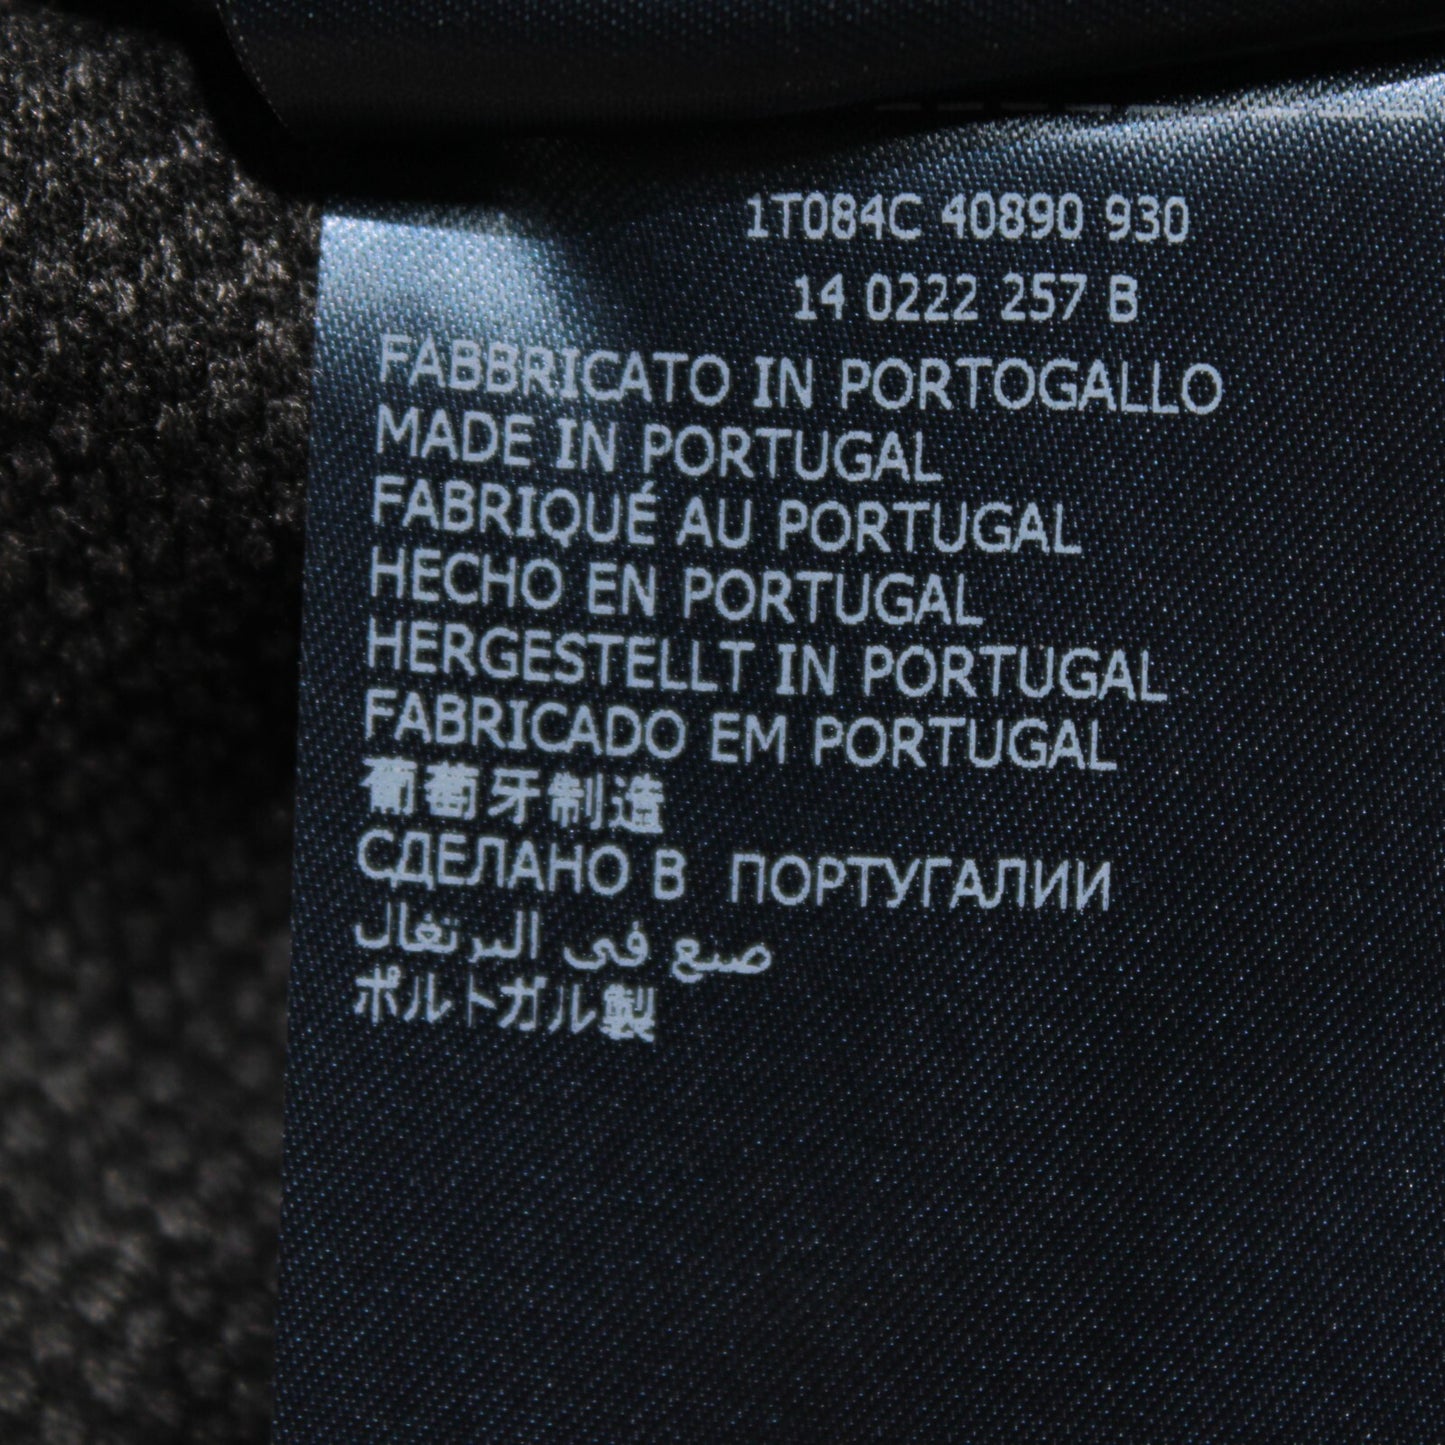 1T084C 40890 930
14 0222 257 B
FABBRICATO IN PORTOGALLO
MADE IN PORTUGAL
FABRIQUÉ AU PORTUGAL
HECHO EN PORTUGAL
HERGESTELLT IN PORTUGAL
FABRICADO EM PORTUGAL
葡萄牙制造
СДЕЛАНО В ПОРТУГАЛИИ
صنع في البرتغال
ポルトガル製